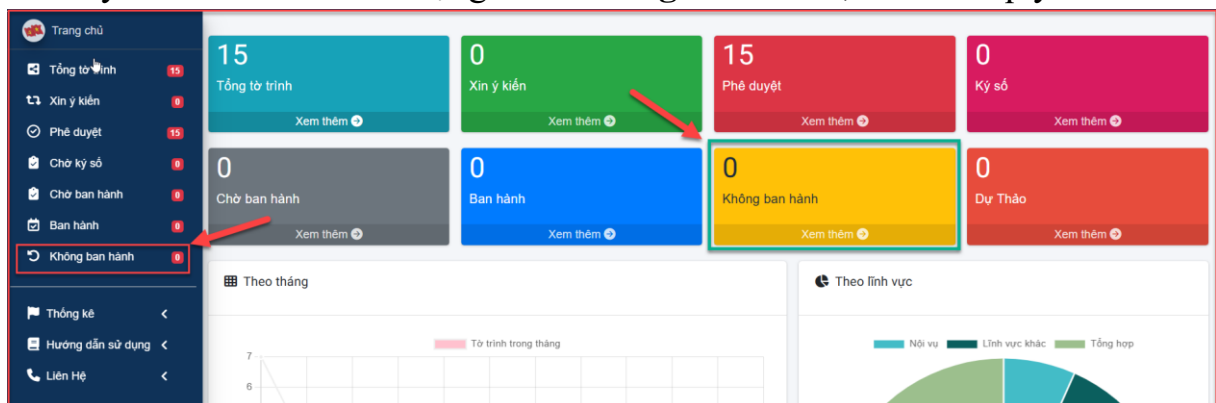 Trang chủ
Tổng tờ trình 15
Xin ý kiến 0
Phê duyệt 15
Chờ ký số 0
Chờ ban hành 0
Ban hành 0
Không ban hành 0
Thống kê
Hướng dẫn sử dụng
Liên Hệ
15
Tổng tờ trình
Xem thêm
0
Xin ý kiến
Xem thêm
15
Phê duyệt
Xem thêm
0
Ký số
Xem thêm
0
Chờ ban hành
Xem thêm
0
Ban hành
Xem thêm
0
Không ban hành
Xem thêm
0
Dự Thảo
Xem thêm
Theo tháng
Tờ trình trong tháng
7
6
Theo lĩnh vực
Nội vụ Lĩnh vực khác Tổng hợp